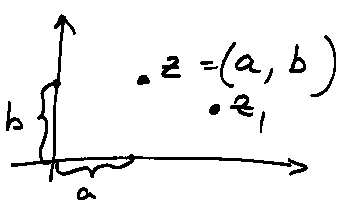 z = (a, b)
z₁
b
a